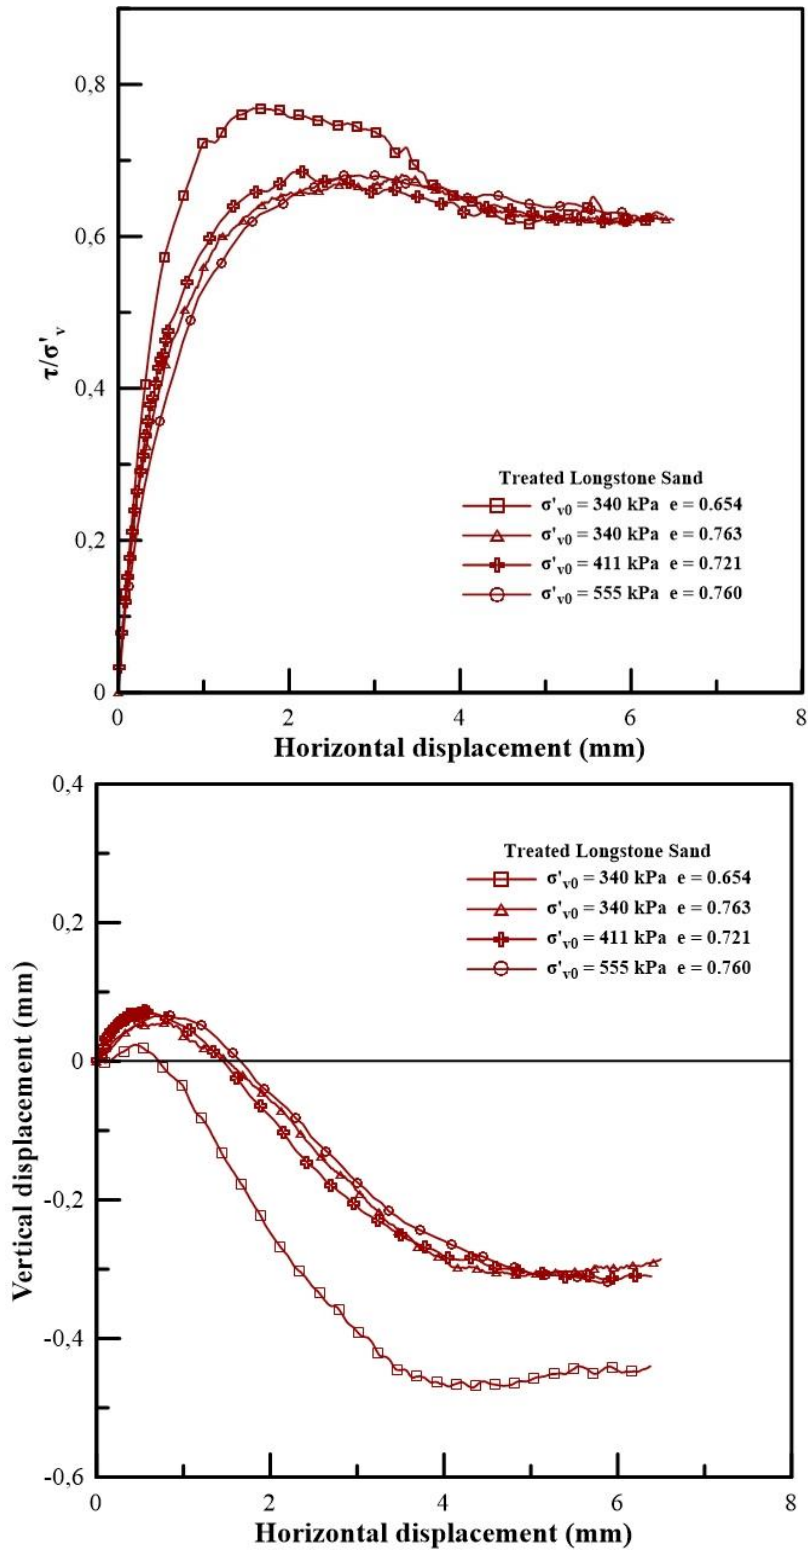 0,8
0,6
0,4
0,2
0
τ/σ'v
Treated Longstone Sand
σ'v0 = 340 kPa e = 0.654
σ'v0 = 340 kPa e = 0.763
σ'v0 = 411 kPa e = 0.721
σ'v0 = 555 kPa e = 0.760
0 2 4 6 8
Horizontal displacement (mm)
0,4
0,2
0
-0,2
-0,4
-0,6
Vertical displacement (mm)
Treated Longstone Sand
σ'v0 = 340 kPa e = 0.654
σ'v0 = 340 kPa e = 0.763
σ'v0 = 411 kPa e = 0.721
σ'v0 = 555 kPa e = 0.760
0 2 4 6 8
Horizontal displacement (mm)